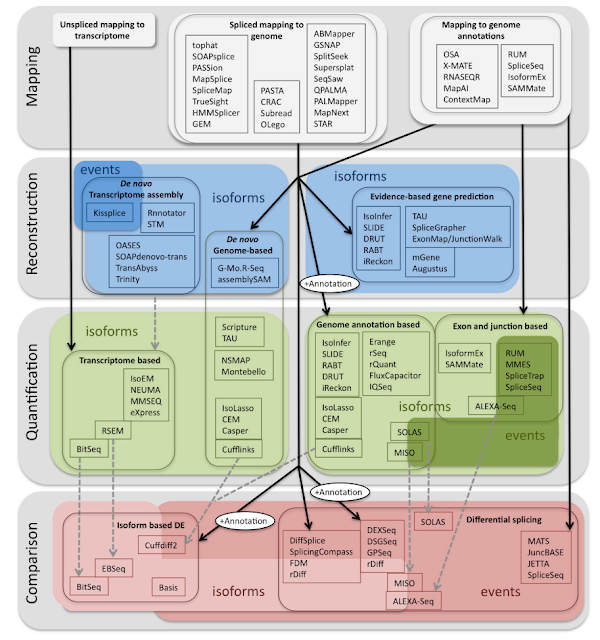 Mapping
Unspliced mapping to
transcriptome
Spliced mapping to
genome
tophat
SOAPsplice
PASSion
MapSplice
SpliceMap
TrueSight
HMMSplicer
GEM
PASTA
CRAC
Subread
OLego
ABMapper
GSNAP
SplitSeek
Supersplat
SeqSaw
QPALMA
PALMapper
MapNext
STAR
Mapping to genome
annotations
OSA
X-MATE
RNASEQR
MapAl
ContextMap
RUM
SpliceSeq
IsoformEx
SAMMate
Reconstruction
events
De novo
Transcriptome assembly
Kissplice
Rnnotator
STM
OASES
SOAPdenovo-trans
TransAbyss
Trinity
isoforms
De novo
Genome-based
G-Mo.R-Seq
assemblySAM
isoforms
Evidence-based gene prediction
IsoInfer
SLIDE
DRUT
RABT
iReckon
TAU
SpliceGrapher
ExonMap/JunctionWalk
mGene
Augustus
+Annotation
Quantification
isoforms
Transcriptome based
IsoEM
NEUMA
MMSEQ
eXpress
RSEM
BitSeq
Scripture
TAU
NSMAP
Montebello
IsoLasso
CEM
Casper
Cufflinks
Genome annotation based
IsoInfer
SLIDE
RABT
DRUT
iReckon
Erange
rSeq
rQuant
FluxCapacitor
IQSeq
IsoLasso
CEM
Casper
Cufflinks
isoforms
SOLAS
MISO
Exon and junction based
IsoformEx
SAMMate
RUM
MMES
SpliceTrap
SpliceSeq
ALEXA-Seq
events
+Annotation
Comparison
Isoform based DE
+Annotation
Cuffdiff2
EBSeq
BitSeq
Basis
isoforms
DiffSplice
SplicingCompass
FDM
rDiff
DEXSeq
DSGSeq
GPSeq
rDiff
SOLAS
Differential splicing
MATS
JuncBASE
JETTA
SpliceSeq
MISO
ALEXA-Seq
events